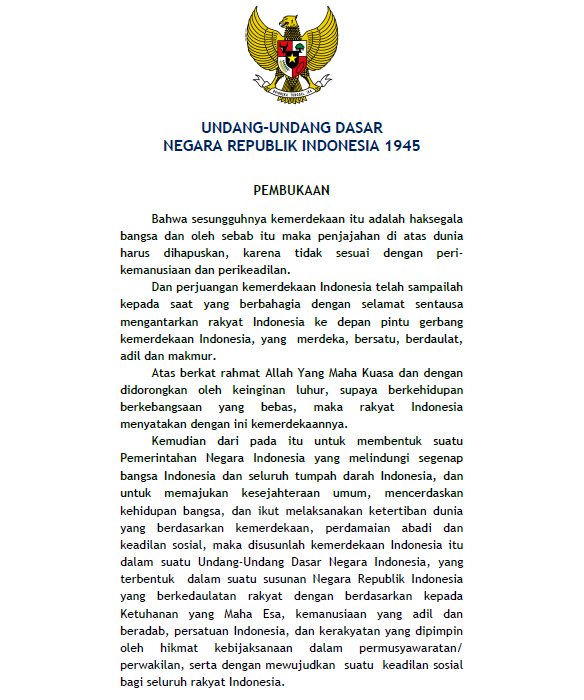 UNDANG-UNDANG DASAR
NEGARA REPUBLIK INDONESIA 1945
PEMBUKAAN
Bahwa sesungguhnya kemerdekaan itu adalah haksegala
bangsa dan oleh sebab itu maka penjajahan di atas dunia
harus dihapuskan, karena tidak sesuai dengan peri-
kemanusiaan dan perikeadilan.
Dan perjuangan kemerdekaan Indonesia telah sampailah
kepada saat yang berbahagia dengan selamat sentausa
mengantarkan rakyat Indonesia ke depan pintu gerbang
kemerdekaan Indonesia, yang merdeka, bersatu, berdaulat,
adil dan makmur.
Atas berkat rahmat Allah Yang Maha Kuasa dan dengan
didorongkan oleh keinginan luhur, supaya berkehidupan
berkebangsaan yang bebas, maka rakyat Indonesia
menyatakan dengan ini kemerdekaannya.
Kemudian dari pada itu untuk membentuk suatu
Pemerintahan Negara Indonesia yang melindungi segenap
bangsa Indonesia dan seluruh tumpah darah Indonesia, dan
untuk memajukan kesejahteraan umum, mencerdaskan
kehidupan bangsa, dan ikut melaksanakan ketertiban dunia
yang berdasarkan kemerdekaan, perdamaian abadi dan
keadilan sosial, maka disusunlah kemerdekaan Indonesia itu
dalam suatu Undang-Undang Dasar Negara Indonesia, yang
terbentuk dalam suatu susunan Negara Republik Indonesia
yang berkedaulatan rakyat dengan berdasarkan kepada
Ketuhanan yang Maha Esa, kemanusiaan yang adil dan
beradab, persatuan Indonesia, dan kerakyatan yang dipimpin
oleh hikmat kebijaksanaan dalam permusyawaratan/
perwakilan, serta dengan mewujudkan suatu keadilan sosial
bagi seluruh rakyat Indonesia.